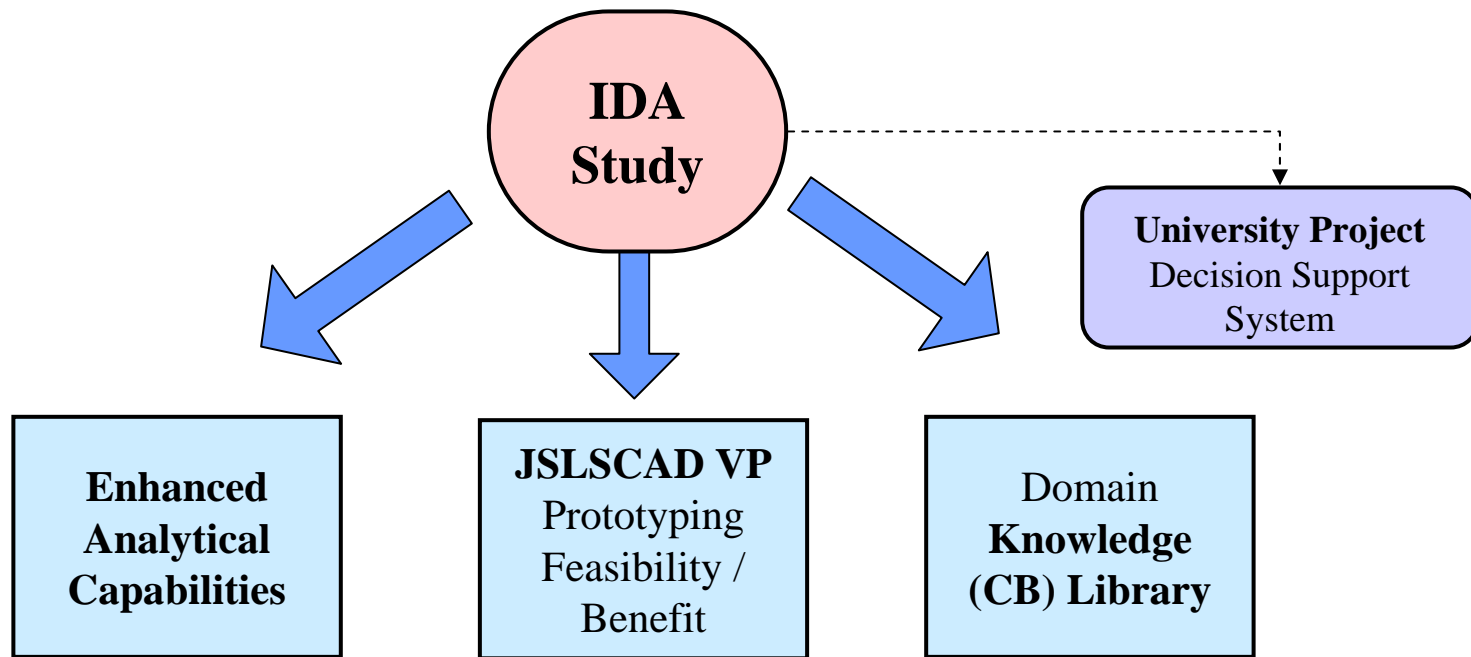 IDA
Study
University Project
Decision Support
System
Enhanced
Analytical
Capabilities
JSLSCAD VP
Prototyping
Feasibility /
Benefit
Domain
Knowledge
(CB) Library